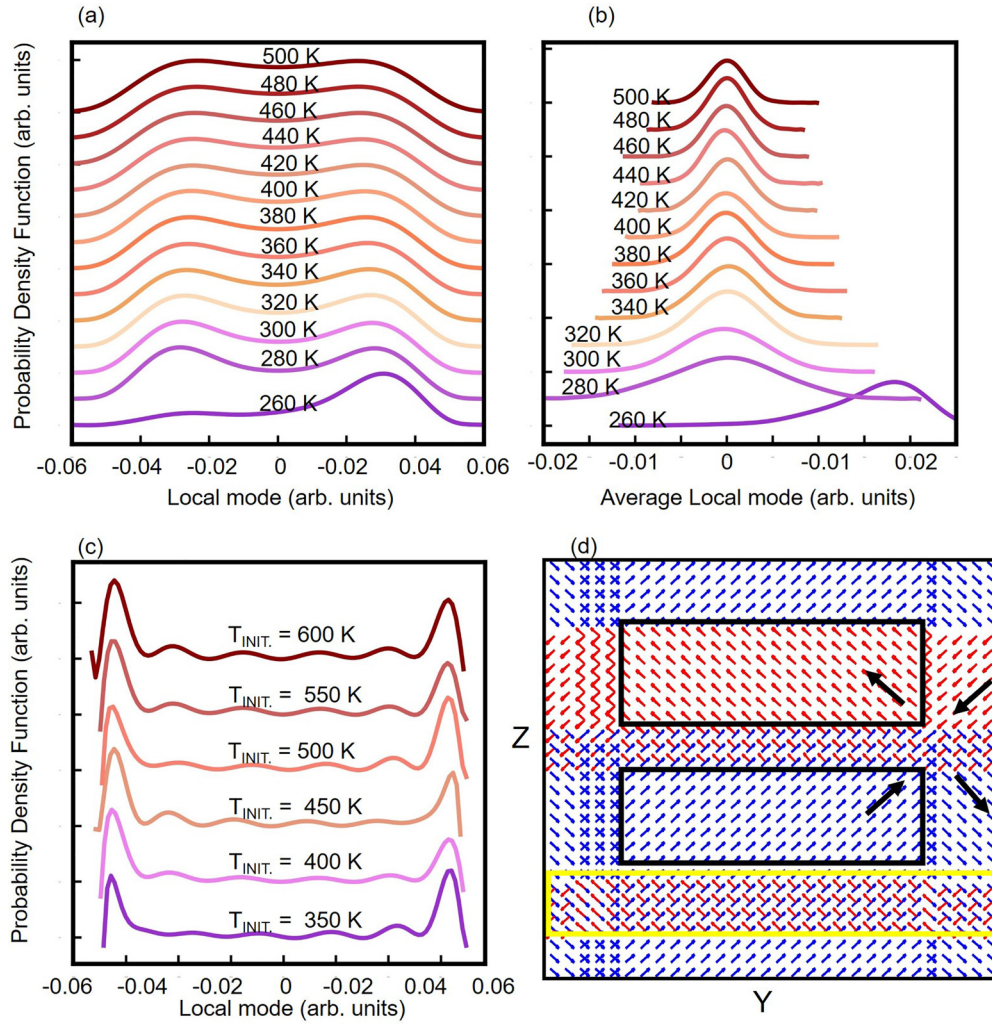 (a)
Probability Density Function (arb. units)
500 K
480 K
460 K
440 K
420 K
400 K
380 K
360 K
340 K
320 K
300 K
280 K
260 K
-0.06 -0.04 -0.02 0 -0.02 0.04 0.06
Local mode (arb. units)
(b)
500 K
480 K
460 K
440 K
420 K
400 K
380 K
360 K
340 K
320 K
300 K
280 K
260 K
-0.02 -0.01 0 -0.01 0.02
Average Local mode (arb. units)
(c)
Probability Density Function (arb. units)
TINIT. = 600 K
TINIT. = 550 K
TINIT. = 500 K
TINIT. = 450 K
TINIT. = 400 K
TINIT. = 350 K
-0.06 -0.04 -0.02 0 -0.02 0.04 0.06
Local mode (arb. units)
(d)
Z
Y